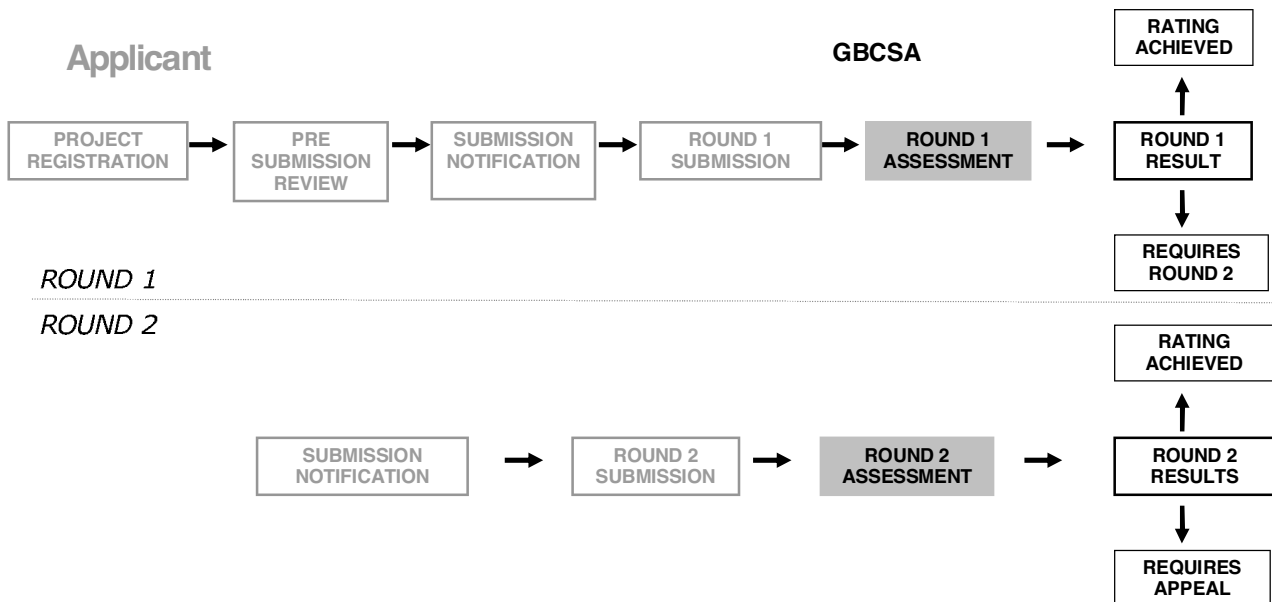 Applicant
GBCSA
RATING
ACHIEVED
PROJECT
REGISTRATION
PRE
SUBMISSION
REVIEW
SUBMISSION
NOTIFICATION
ROUND 1
SUBMISSION
ROUND 1
ASSESSMENT
ROUND 1
RESULT
REQUIRES
ROUND 2
ROUND 1
ROUND 2
RATING
ACHIEVED
SUBMISSION
NOTIFICATION
ROUND 2
SUBMISSION
ROUND 2
ASSESSMENT
ROUND 2
RESULTS
REQUIRES
APPEAL